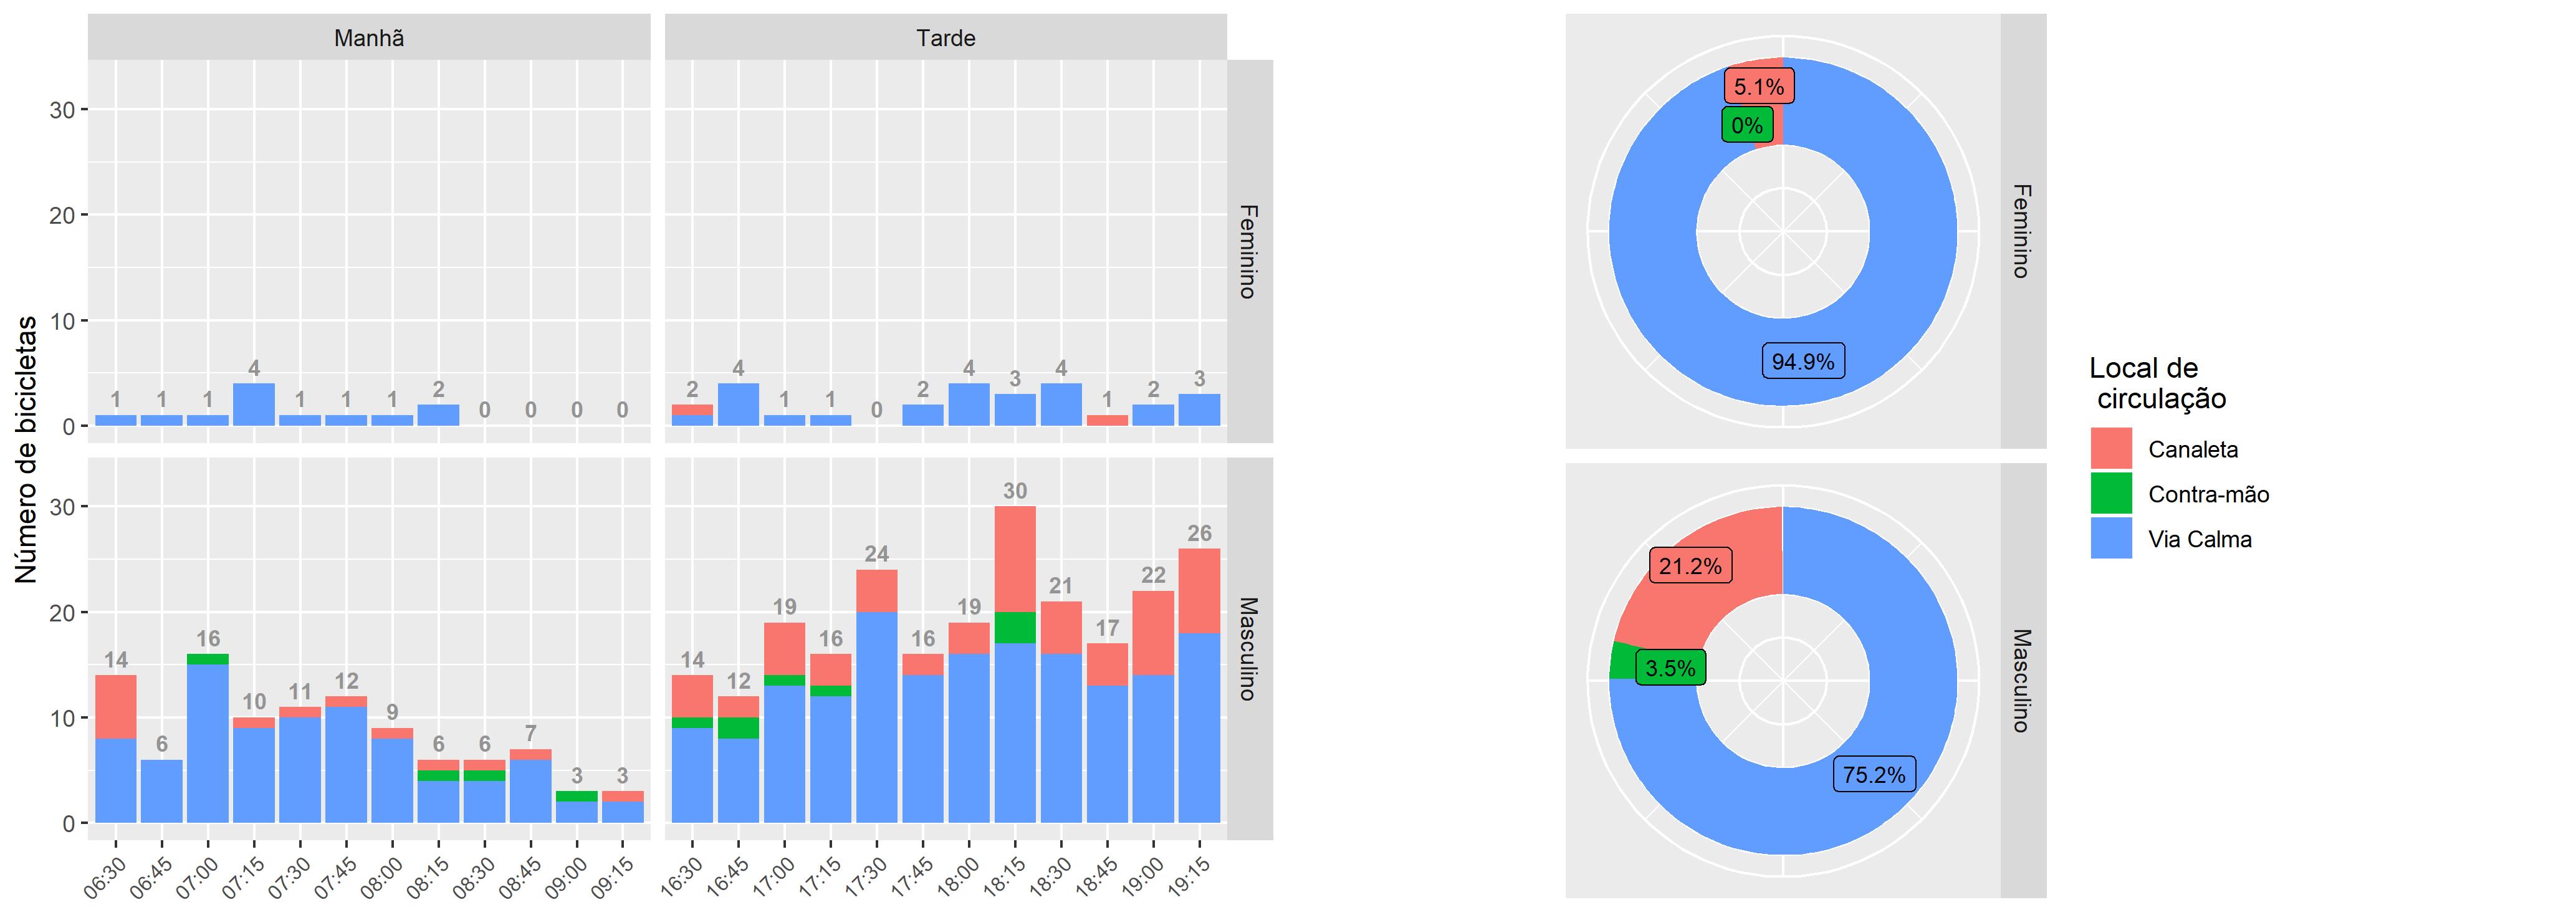 Manhã
Tarde
Número de bicicletas
30
20
10
0
1 1 1 4 1 1 1 2 0 0 0 0
2 4 1 1 0 2 4 3 4 1 2 3
Feminino
30
20
10
0
14 6 16 10 11 12 9 6 6 7 3 3
14 12 19 16 24 16 19 30 21 17 22 26
Masculino
06:30 06:45 07:00 07:15 07:30 07:45 08:00 08:15 08:30 08:45 09:00 09:15
16:30 16:45 17:00 17:15 17:30 17:45 18:00 18:15 18:30 18:45 19:00 19:15
5.1%
0%
94.9%
Feminino
21.2%
3.5%
75.2%
Masculino
Local de
circulação
Canaleta
Contra-mão
Via Calma